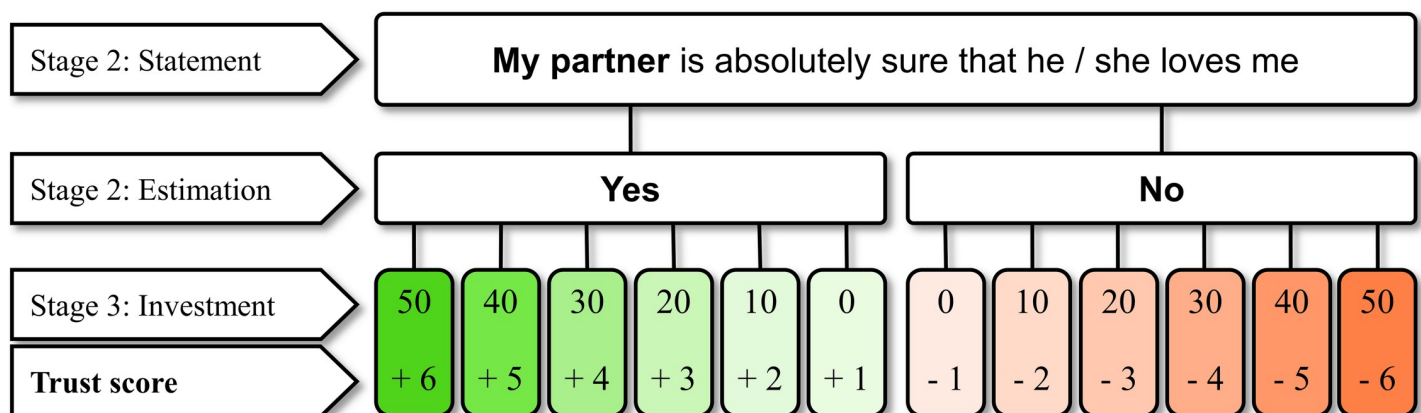 Stage 2: Statement
My partner is absolutely sure that he / she loves me
Stage 2: Estimation
Yes
No
Stage 3: Investment
50 40 30 20 10 0 0 10 20 30 40 50
Trust score
+ 6 + 5 + 4 + 3 + 2 + 1 - 1 - 2 - 3 - 4 - 5 - 6